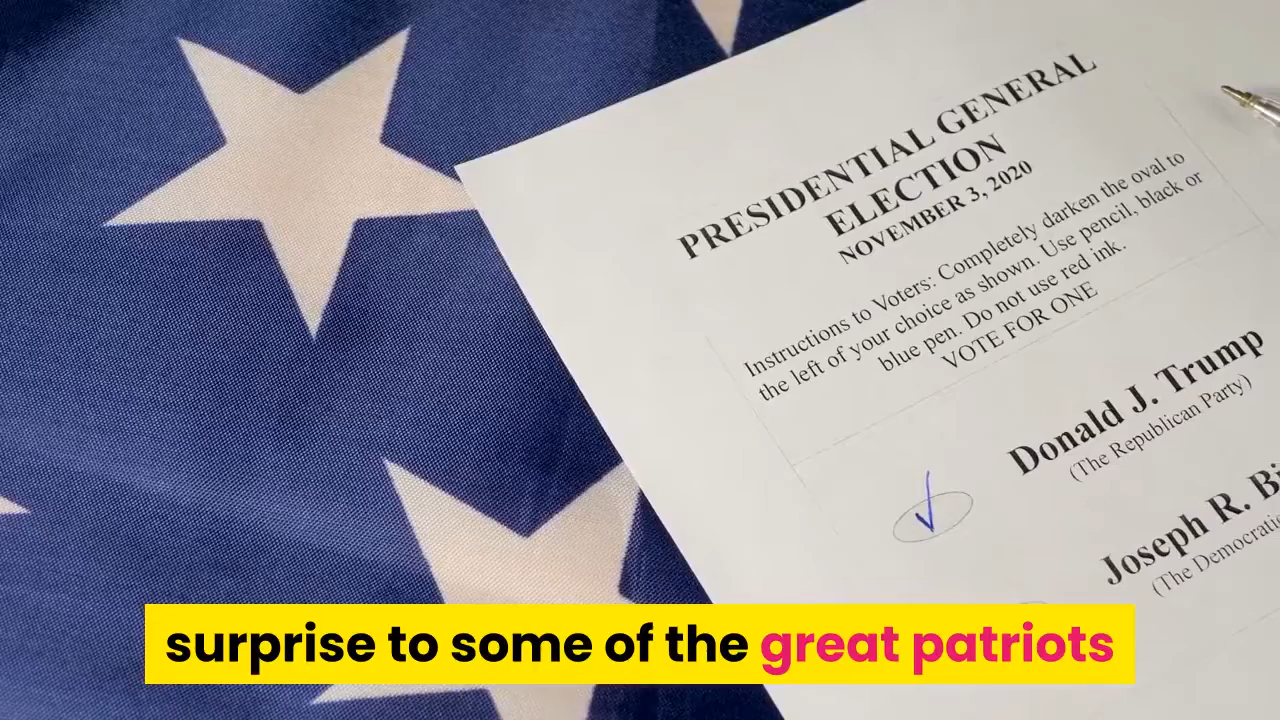 PRESIDENTIAL GENERAL
ELECTION
NOVEMBER 3, 2020
Instructions to Voters: Completely darken the oval to
the left of your choice as shown. Use pencil, black or
blue pen. Do not use red ink.
VOTE FOR ONE
Donald J. Trump
(The Republican Party)
Joseph R.
(The
surprise to some of the great patriots